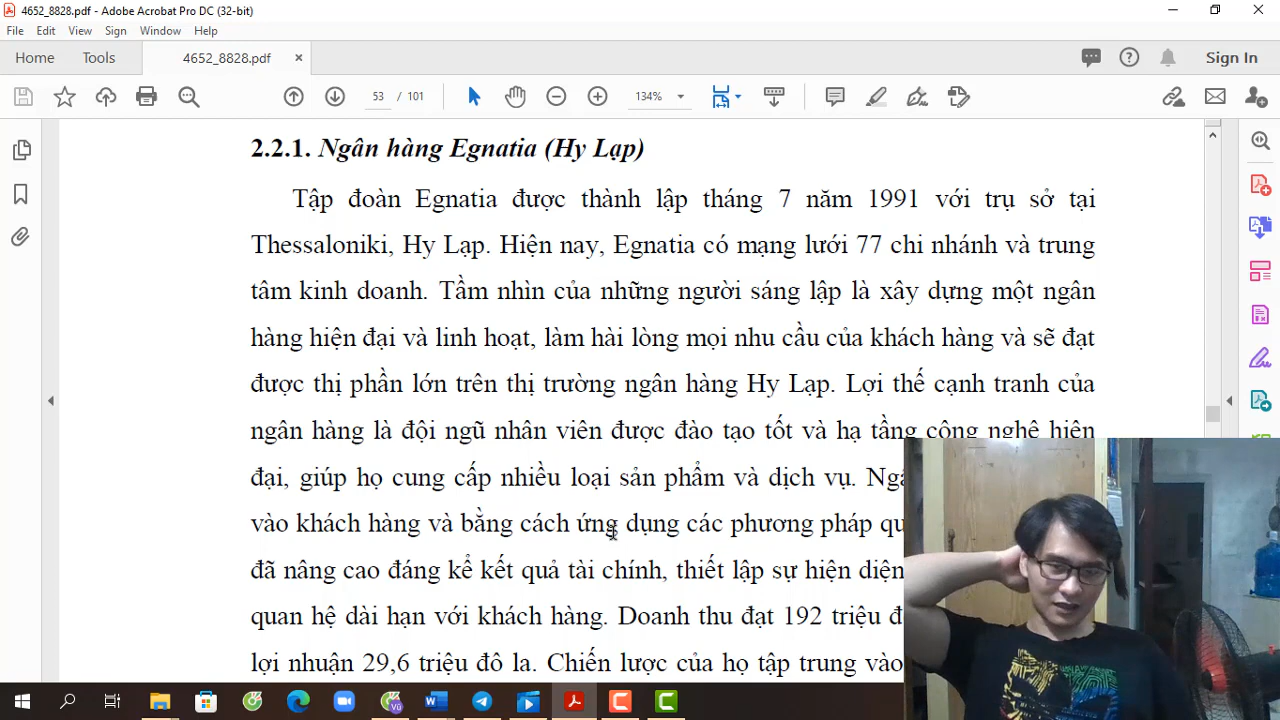 4652_8828.pdf - Adobe Acrobat Pro DC (32-bit)
File Edit View Sign Window Help
Home Tools 4652_8828.pdf × Sign In
53 / 101 134%
2.2.1. Ngân hàng Egnatia (Hy Lạp)
Tập đoàn Egnatia được thành lập tháng 7 năm 1991 với trụ sở tại
Thessaloniki, Hy Lạp. Hiện nay, Egnatia có mạng lưới 77 chi nhánh và trung
tâm kinh doanh. Tầm nhìn của những người sáng lập là xây dựng một ngân
hàng hiện đại và linh hoạt, làm hài lòng mọi nhu cầu của khách hàng và sẽ đạt
được thị phần lớn trên thị trường ngân hàng Hy Lạp. Lợi thế cạnh tranh của
ngân hàng là đội ngũ nhân viên được đào tạo tốt và hạ tầng công nghệ hiện
đại, giúp họ cung cấp nhiều loại sản phẩm và dịch vụ.
vào khách hàng và bằng cách ứng dụng các phương pháp
đã nâng cao đáng kể kết quả tài chính, thiết lập sự hiện diện
quan hệ dài hạn với khách hàng. Doanh thu đạt 192 triệu
lợi nhuận 29,6 triệu đô la. Chiến lược của họ tập trung vào